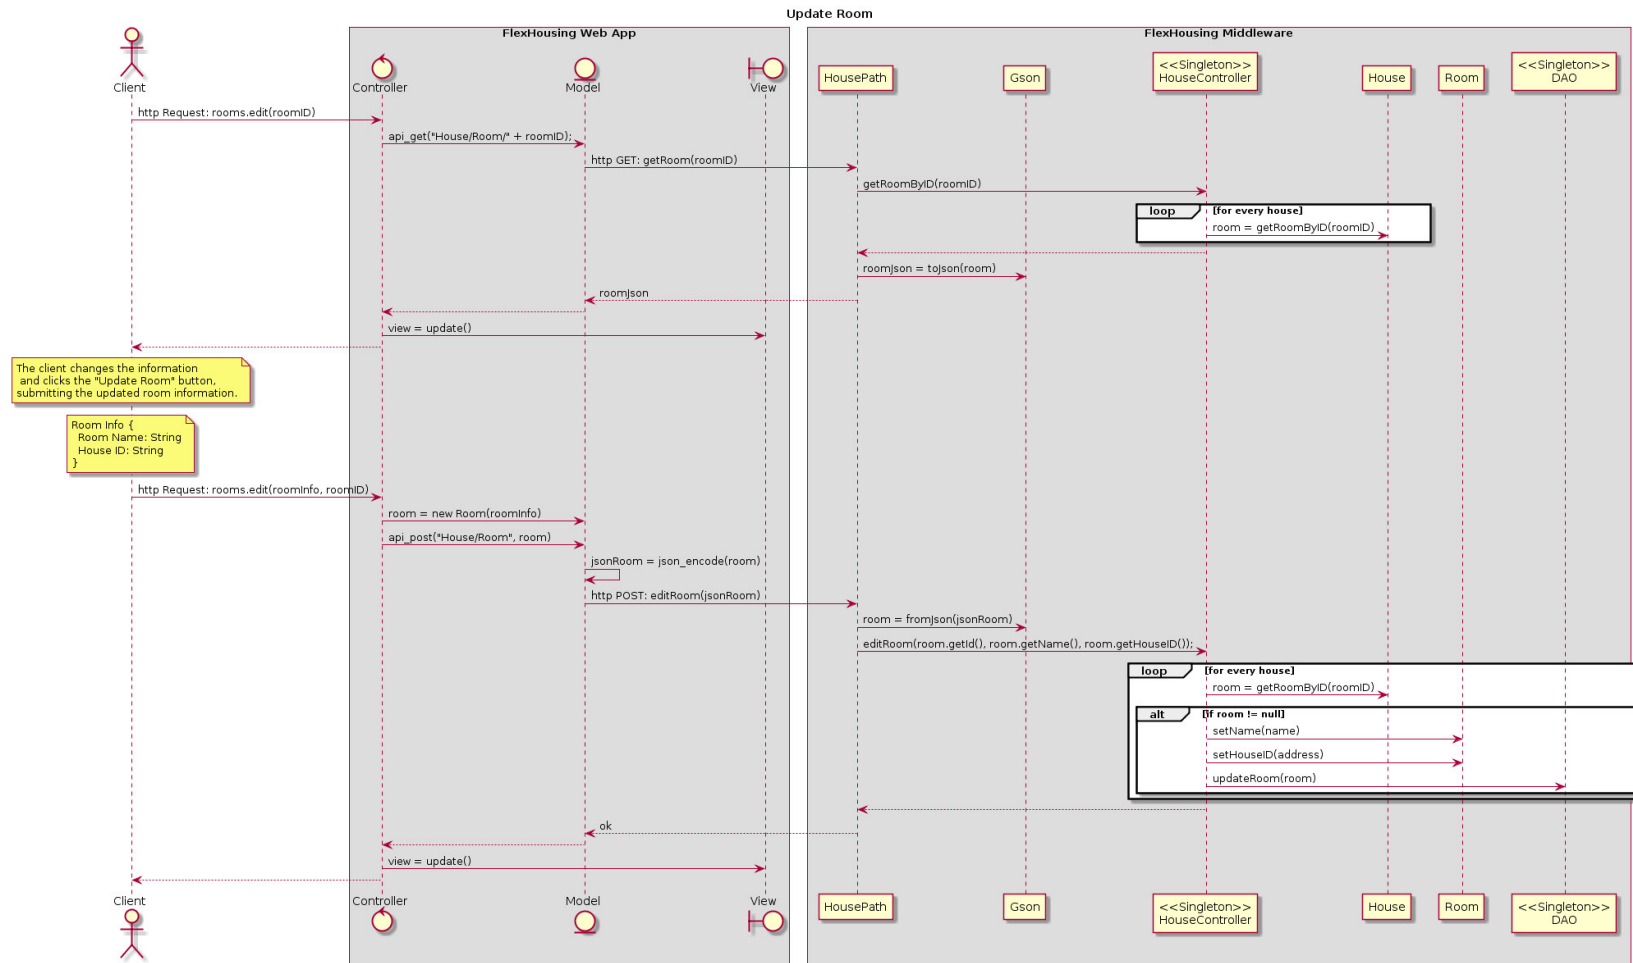 Update Room
FlexHousing Web App
FlexHousing Middleware
Client
Controller
Model
View
HousePath
Gson
<<Singleton>>
HouseController
House
Room
<<Singleton>>
DAO
http Request: rooms.edit(roomID)
api_get("House/Room/" + roomID);
http GET: getRoom(roomID)
getRoomByID(roomID)
loop
[for every house]
room = getRoomByID(roomID)
roomJson = toJson(room)
roomJson
view = update()
The client changes the information
and clicks the "Update Room" button,
submitting the updated room information.
Room Info {
Room Name: String
House ID: String
}
http Request: rooms.edit(roomInfo, roomID)
room = new Room(roomInfo)
api_post("House/Room", room)
jsonRoom = json_encode(room)
http POST: editRoom(jsonRoom)
room = fromJson(jsonRoom)
editRoom(room.getId(), room.getName(), room.getHouseID());
loop
[for every house]
room = getRoomByID(roomID)
alt
[if room != null]
setName(name)
setHouseID(address)
updateRoom(room)
ok
view = update()
Client
Controller
Model
View
HousePath
Gson
<<Singleton>>
HouseController
House
Room
<<Singleton>>
DAO